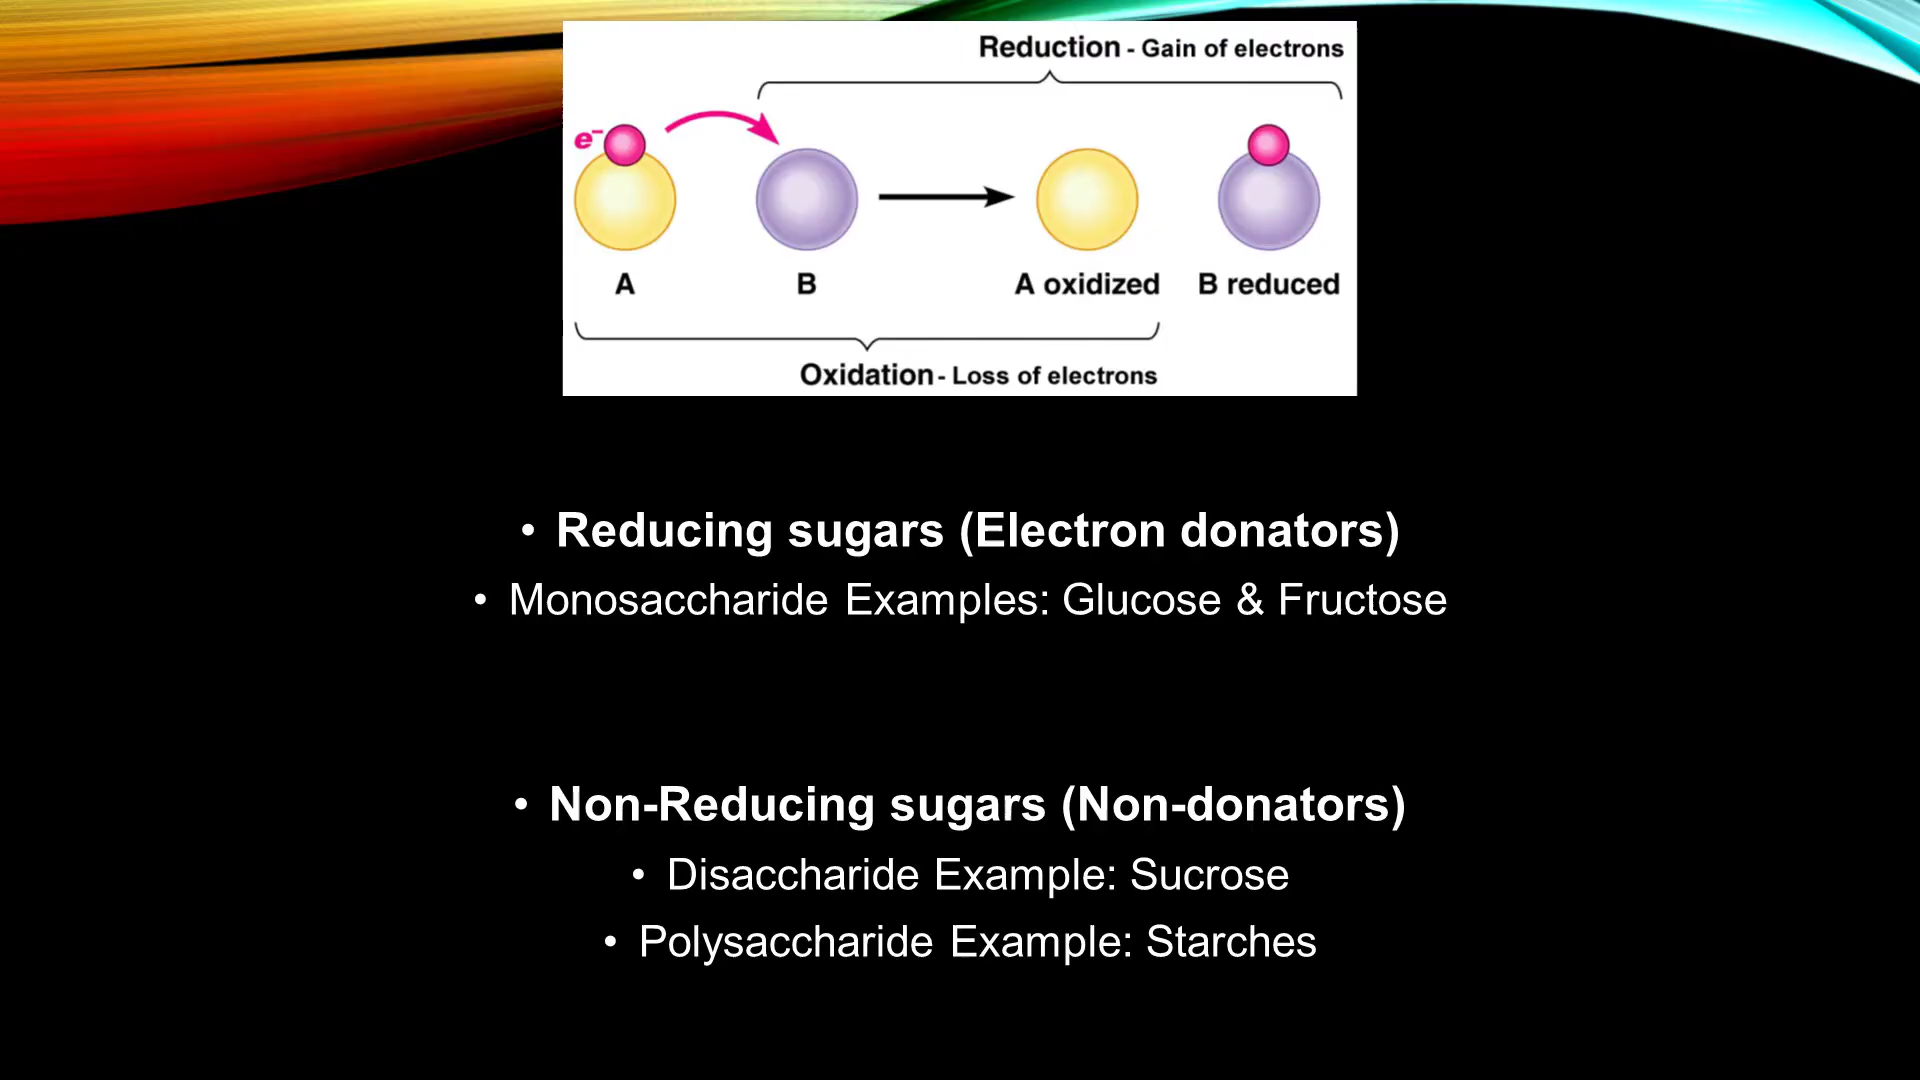 Reduction - Gain of electrons
e⁻
A B A oxidized B reduced
Oxidation - Loss of electrons
• Reducing sugars (Electron donators)
• Monosaccharide Examples: Glucose & Fructose
• Non-Reducing sugars (Non-donators)
• Disaccharide Example: Sucrose
• Polysaccharide Example: Starches